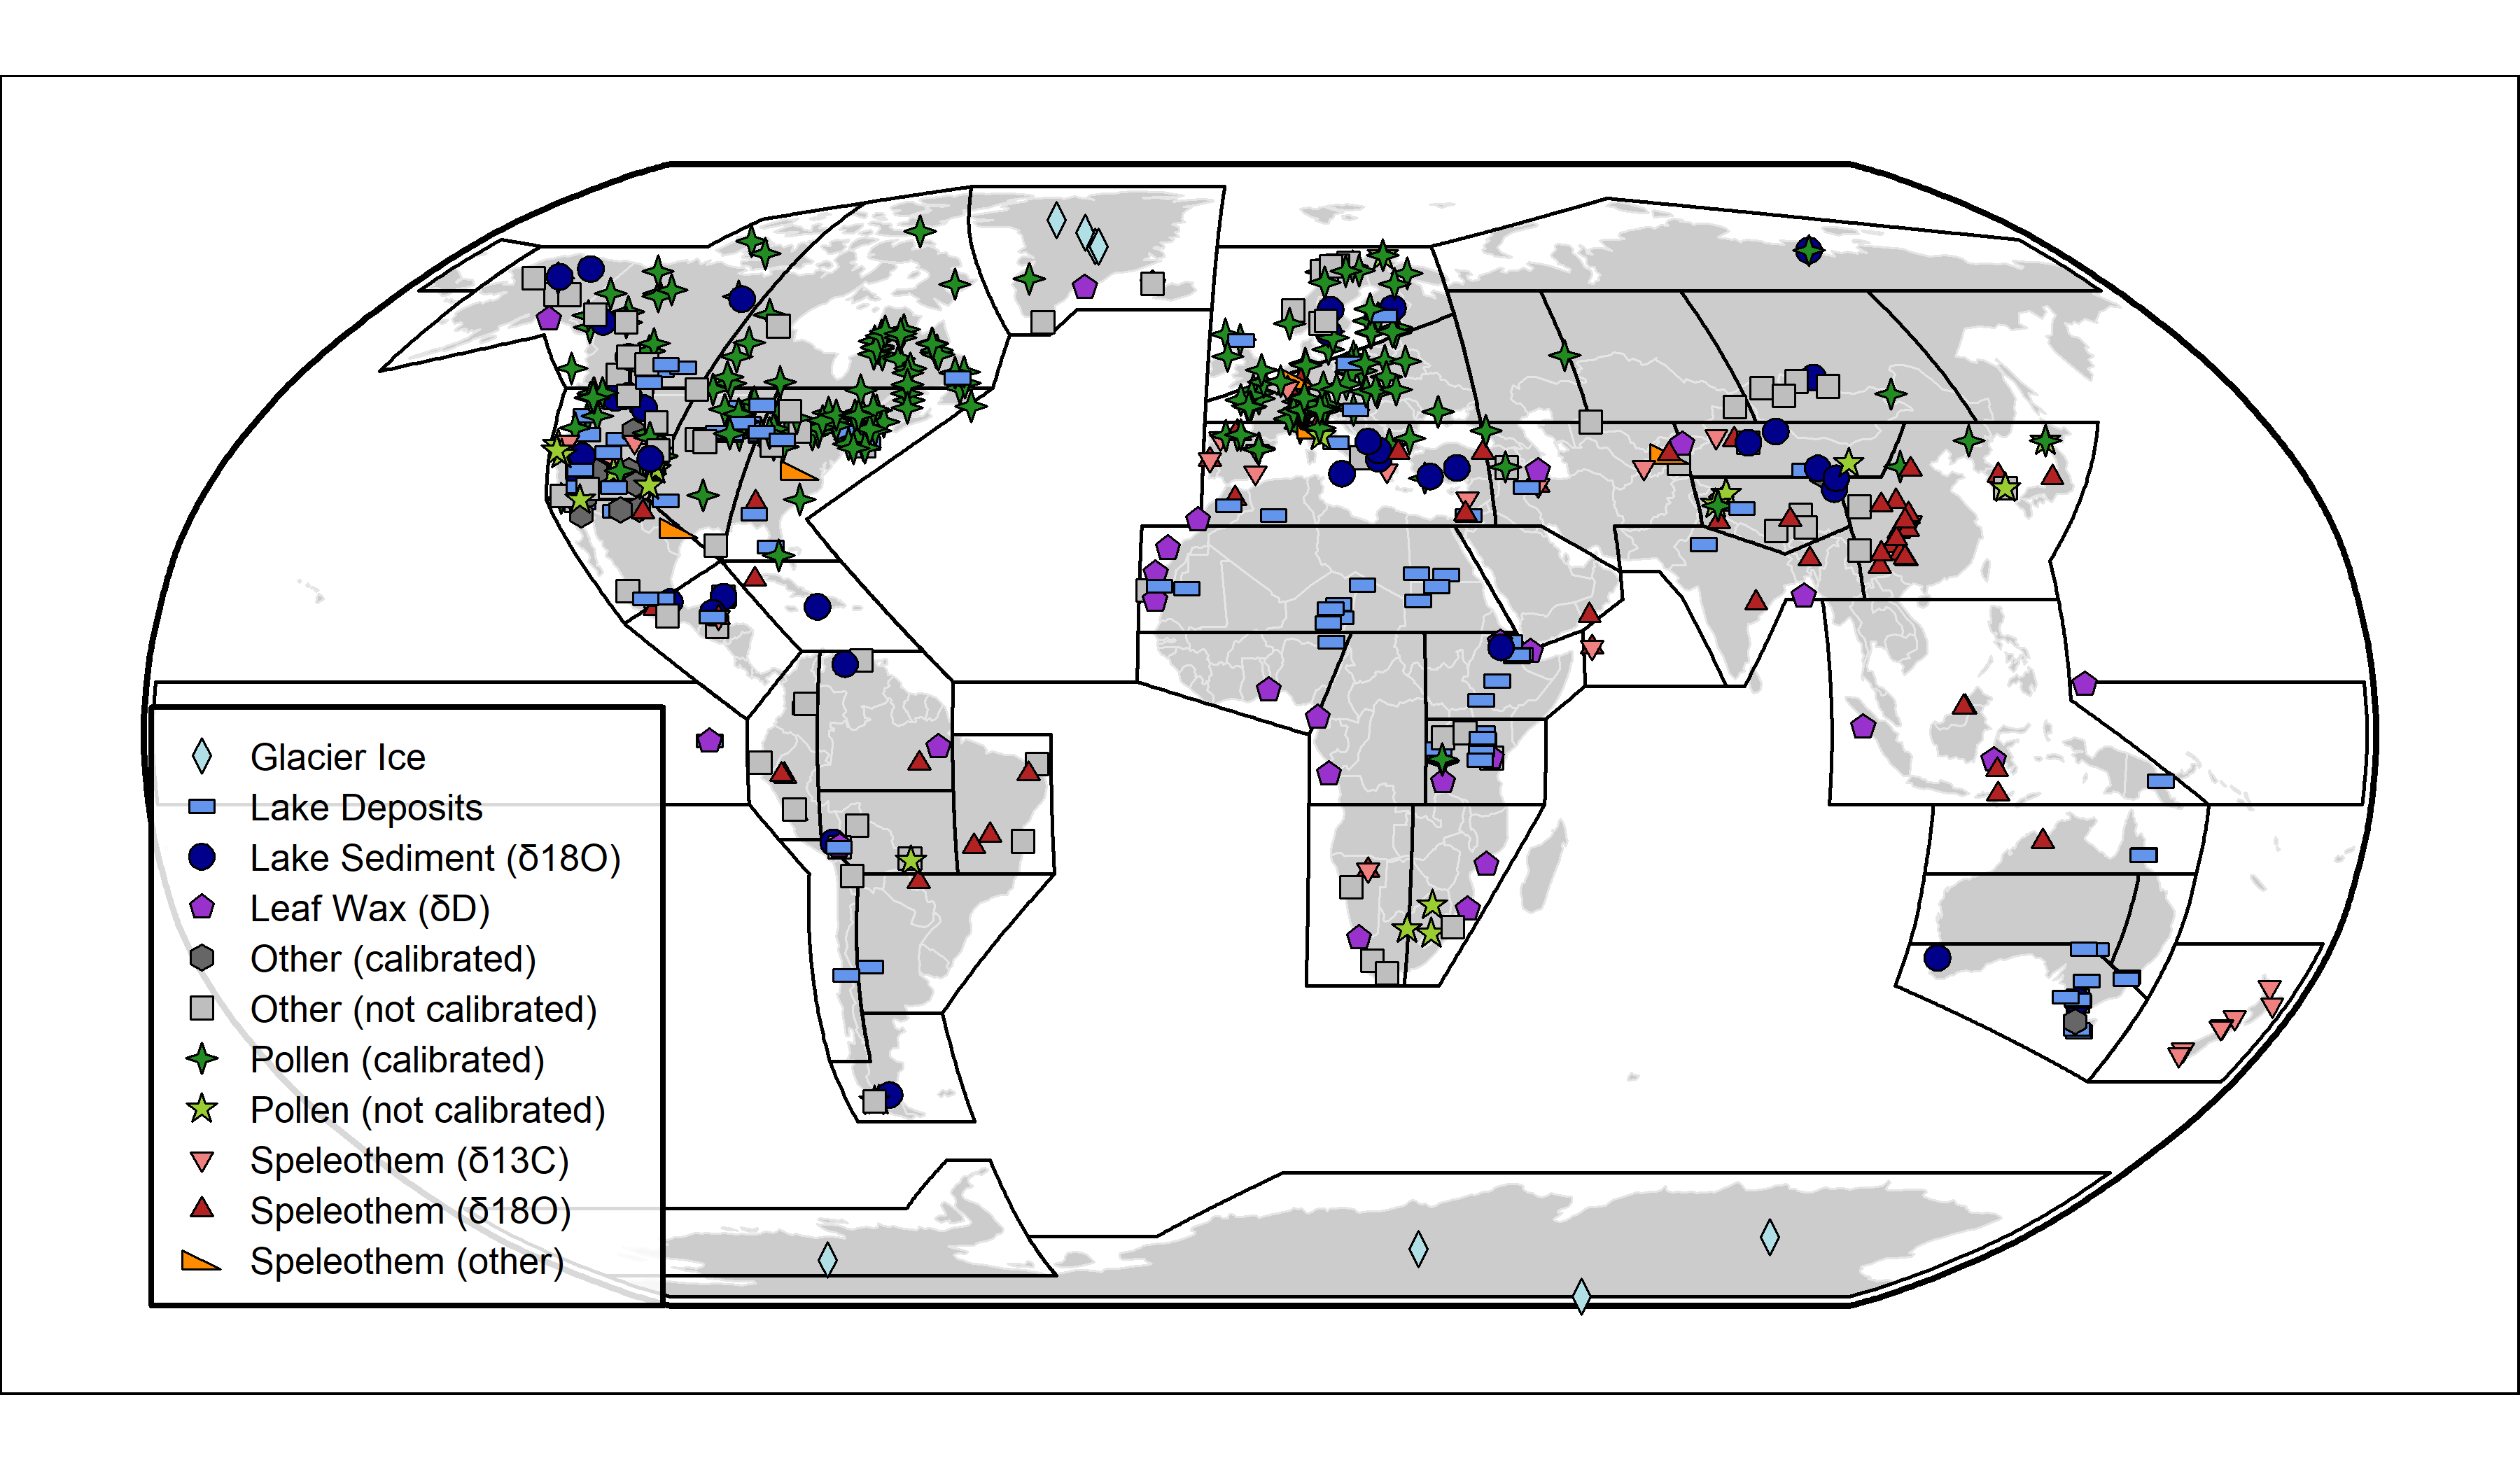 Glacier Ice
Lake Deposits
Lake Sediment (δ18O)
Leaf Wax (δD)
Other (calibrated)
Other (not calibrated)
Pollen (calibrated)
Pollen (not calibrated)
Speleothem (δ13C)
Speleothem (δ18O)
Speleothem (other)